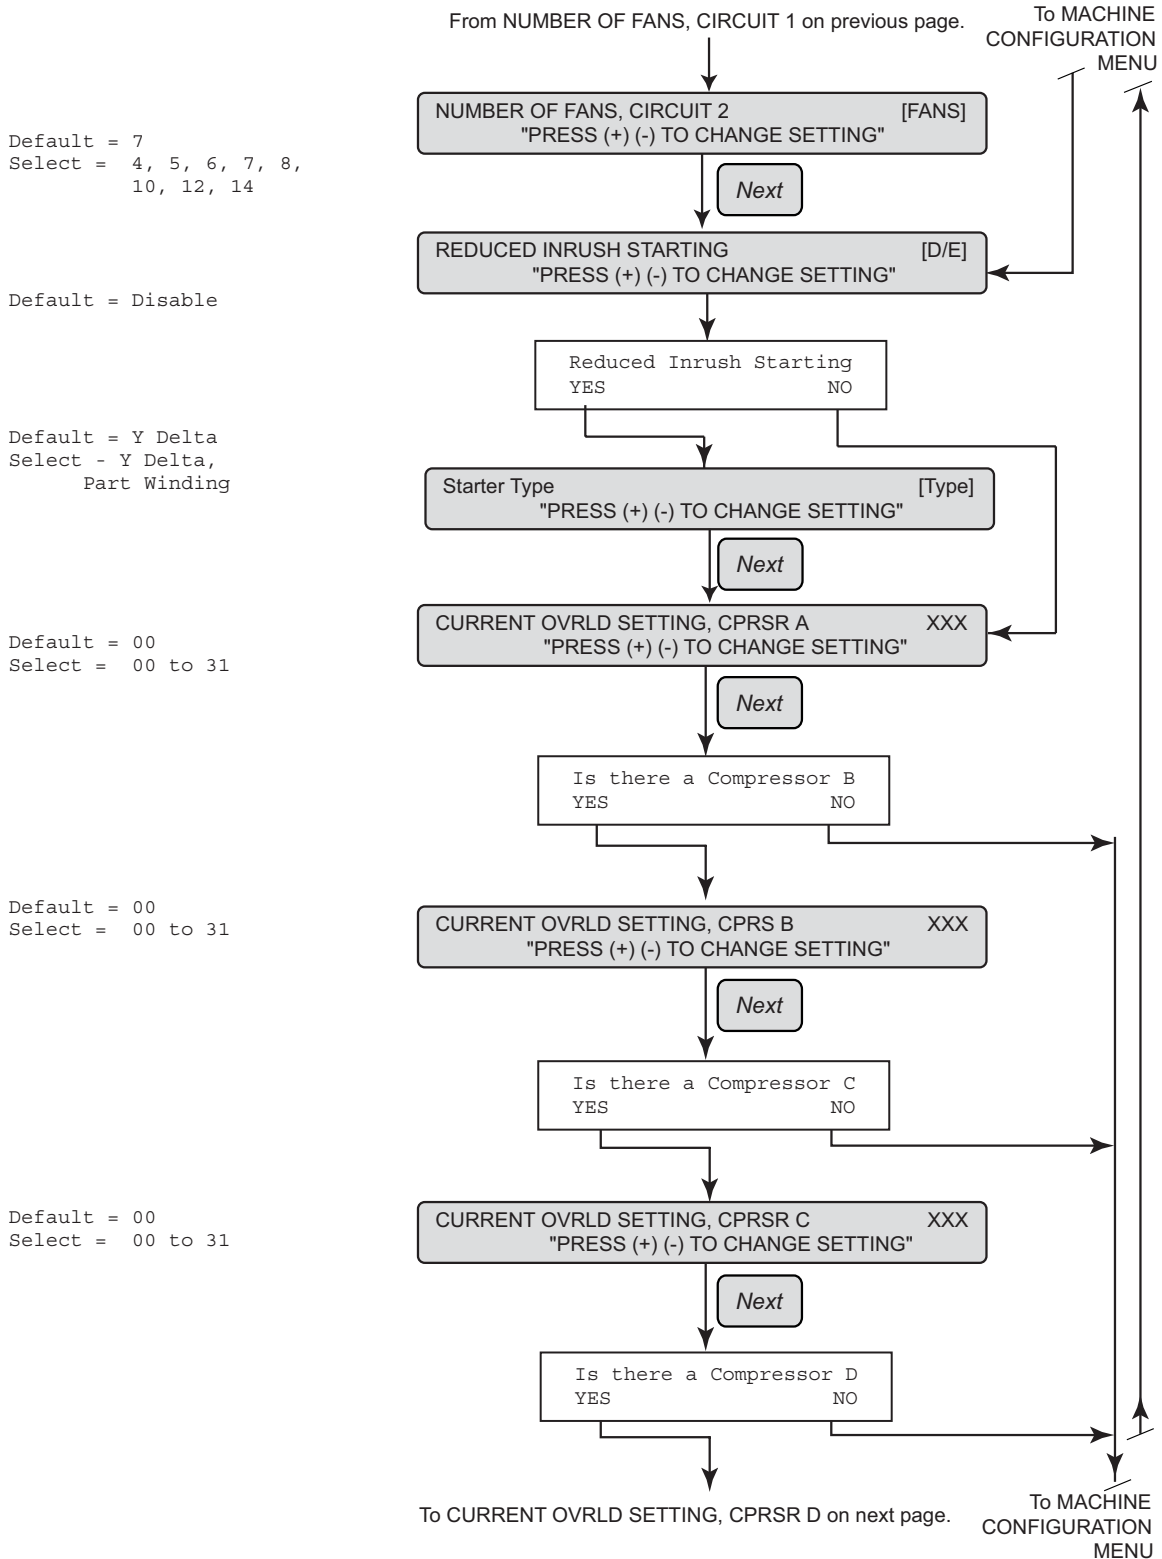 From NUMBER OF FANS, CIRCUIT 1 on previous page.
To MACHINE
CONFIGURATION
MENU
NUMBER OF FANS, CIRCUIT 2 [FANS]
"PRESS (+) (-) TO CHANGE SETTING"
Default = 7
Select = 4, 5, 6, 7, 8,
10, 12, 14
Next
REDUCED INRUSH STARTING [D/E]
"PRESS (+) (-) TO CHANGE SETTING"
Default = Disable
Reduced Inrush Starting
YES NO
Default = Y Delta
Select - Y Delta,
Part Winding
Starter Type [Type]
"PRESS (+) (-) TO CHANGE SETTING"
Next
CURRENT OVRLD SETTING, CPRSR A XXX
"PRESS (+) (-) TO CHANGE SETTING"
Default = 00
Select = 00 to 31
Next
Is there a Compressor B
YES NO
Default = 00
Select = 00 to 31
CURRENT OVRLD SETTING, CPRS B XXX
"PRESS (+) (-) TO CHANGE SETTING"
Next
Is there a Compressor C
YES NO
Default = 00
Select = 00 to 31
CURRENT OVRLD SETTING, CPRSR C XXX
"PRESS (+) (-) TO CHANGE SETTING"
Next
Is there a Compressor D
YES NO
To CURRENT OVRLD SETTING, CPRSR D on next page.
To MACHINE
CONFIGURATION
MENU